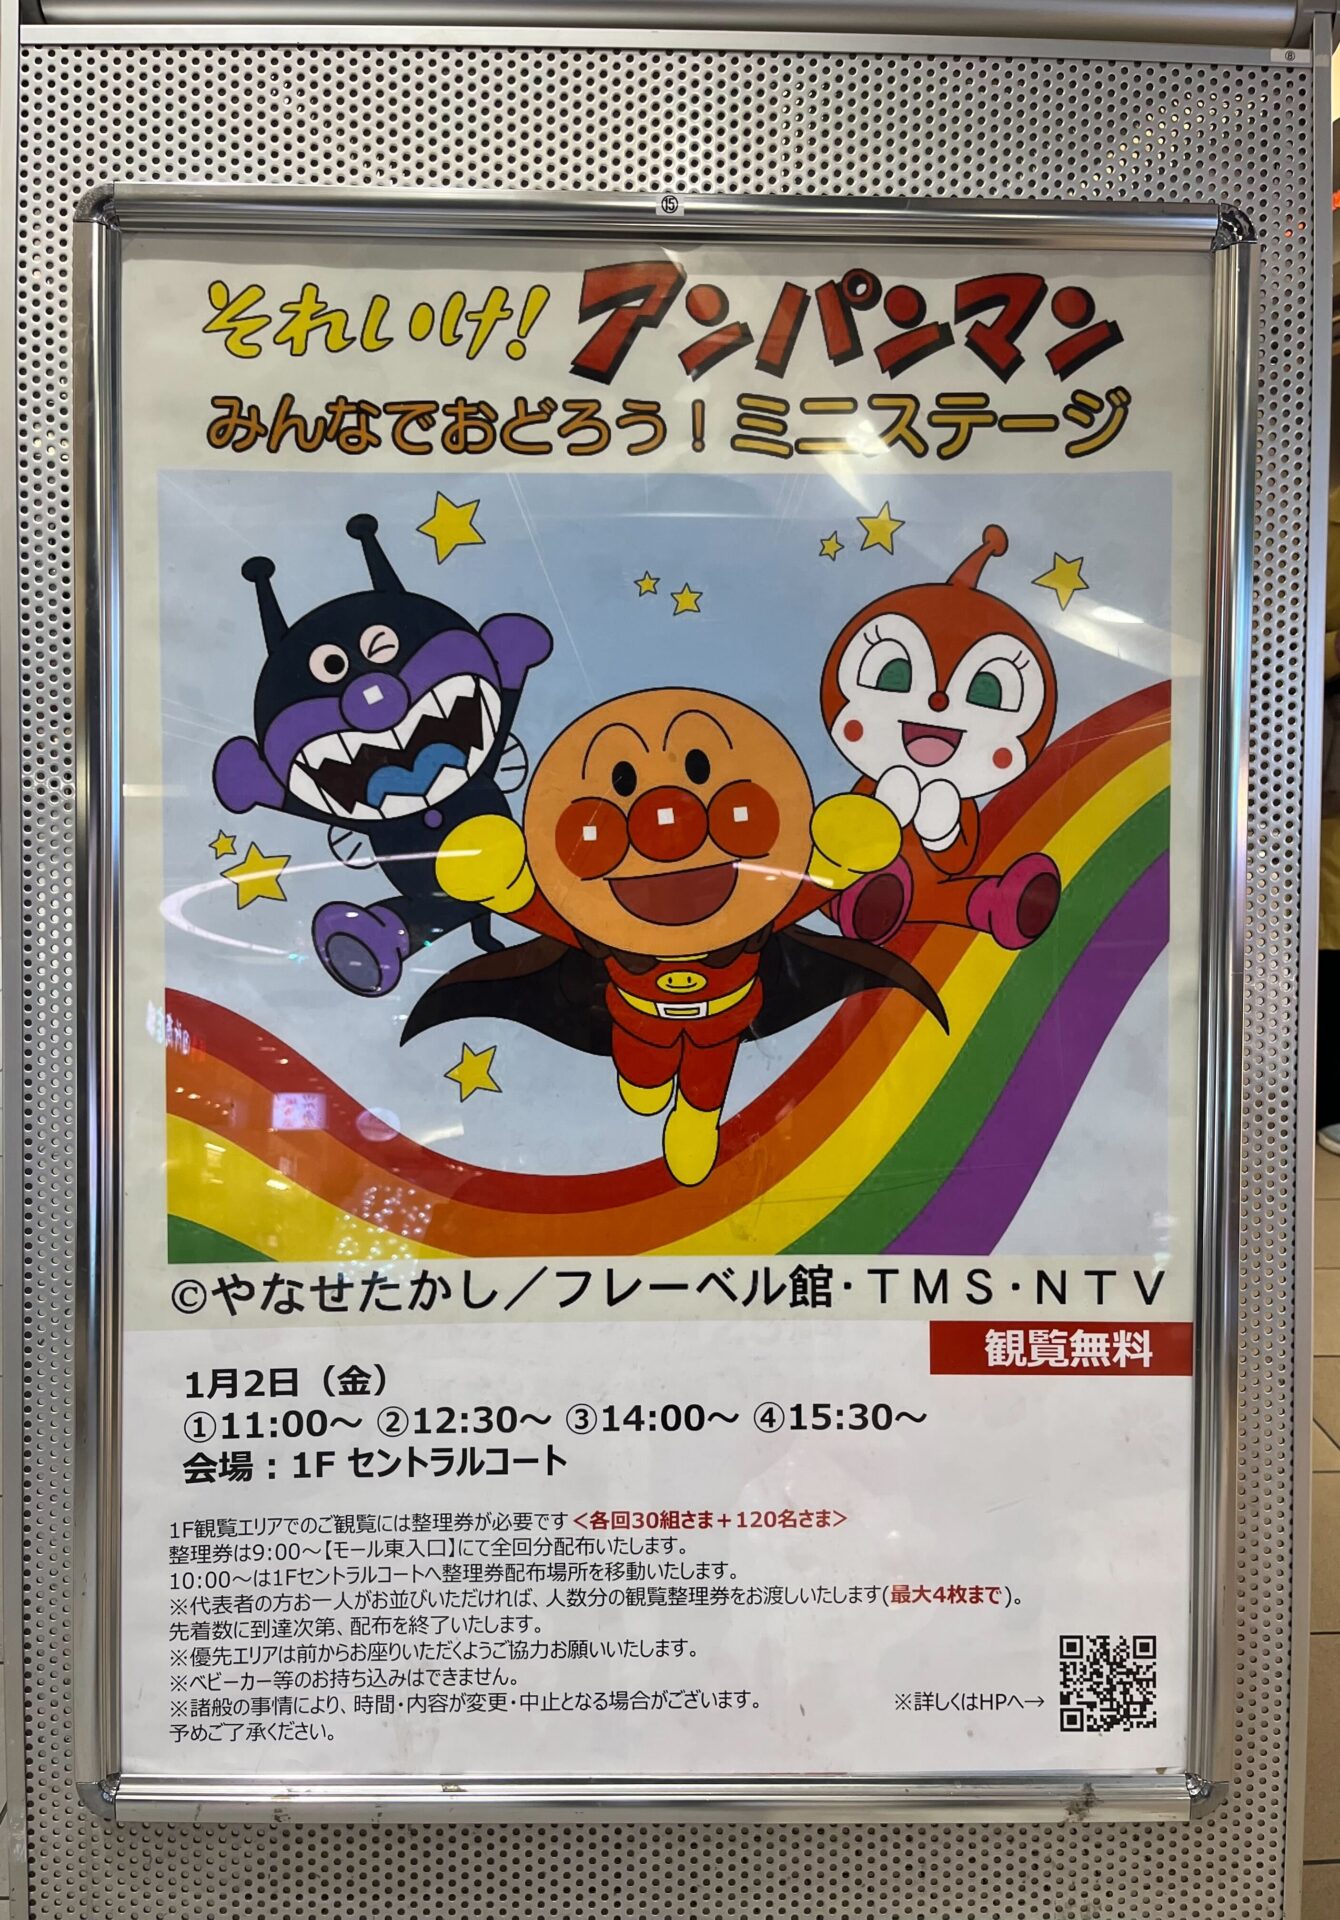 ⑧
⑮
それいけ！アンパンマン
みんなでおどろう！ミニステージ
©やなせたかし／フレーベル館・TMS・NTV
観覧無料
1月2日（金）
①11:00～ ②12:30～ ③14:00～ ④15:30～
会場：1F セントラルコート
1F観覧エリアでのご観覧には整理券が必要です＜各回30組さま＋120名さま＞
整理券は9:00～【モール東入口】にて全回分配布いたします。
10:00～は1Fセントラルコートへ整理券配布場所を移動いたします。
※代表者の方お一人がお並びいただければ、人数分の観覧整理券をお渡しいたします(最大4枚まで)。
先着数に到達次第、配布を終了いたします。
※優先エリアは前からお座りいただくようご協力お願いいたします。
※ベビーカー等のお持ち込みはできません。
※諸般の事情により、時間・内容が変更・中止となる場合がございます。
予めご了承ください。
※詳しくはHPへ→